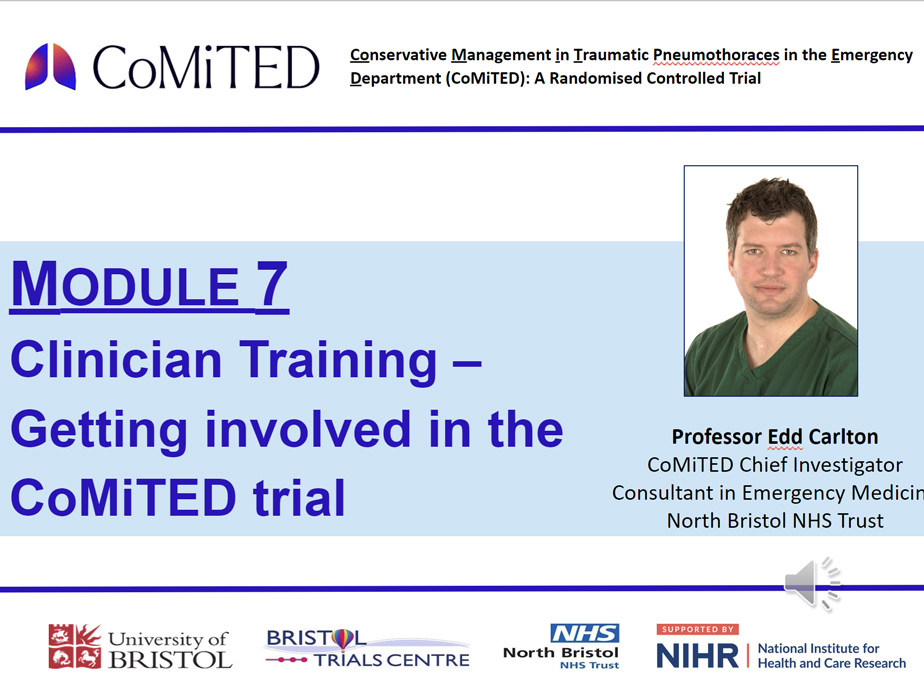 CoMiTED
Conservative Management in Traumatic Pneumothoraces in the Emergency
Department (CoMiTED): A Randomised Controlled Trial
MODULE 7
Clinician Training –
Getting involved in the
CoMiTED trial
Professor Edd Carlton
CoMiTED Chief Investigator
Consultant in Emergency Medicin
North Bristol NHS Trust
University of
BRISTOL
BRISTOL
TRIALS CENTRE
NHS
North Bristol
NHS Trust
SUPPORTED BY
NIHR
National Institute for
Health and Care Research